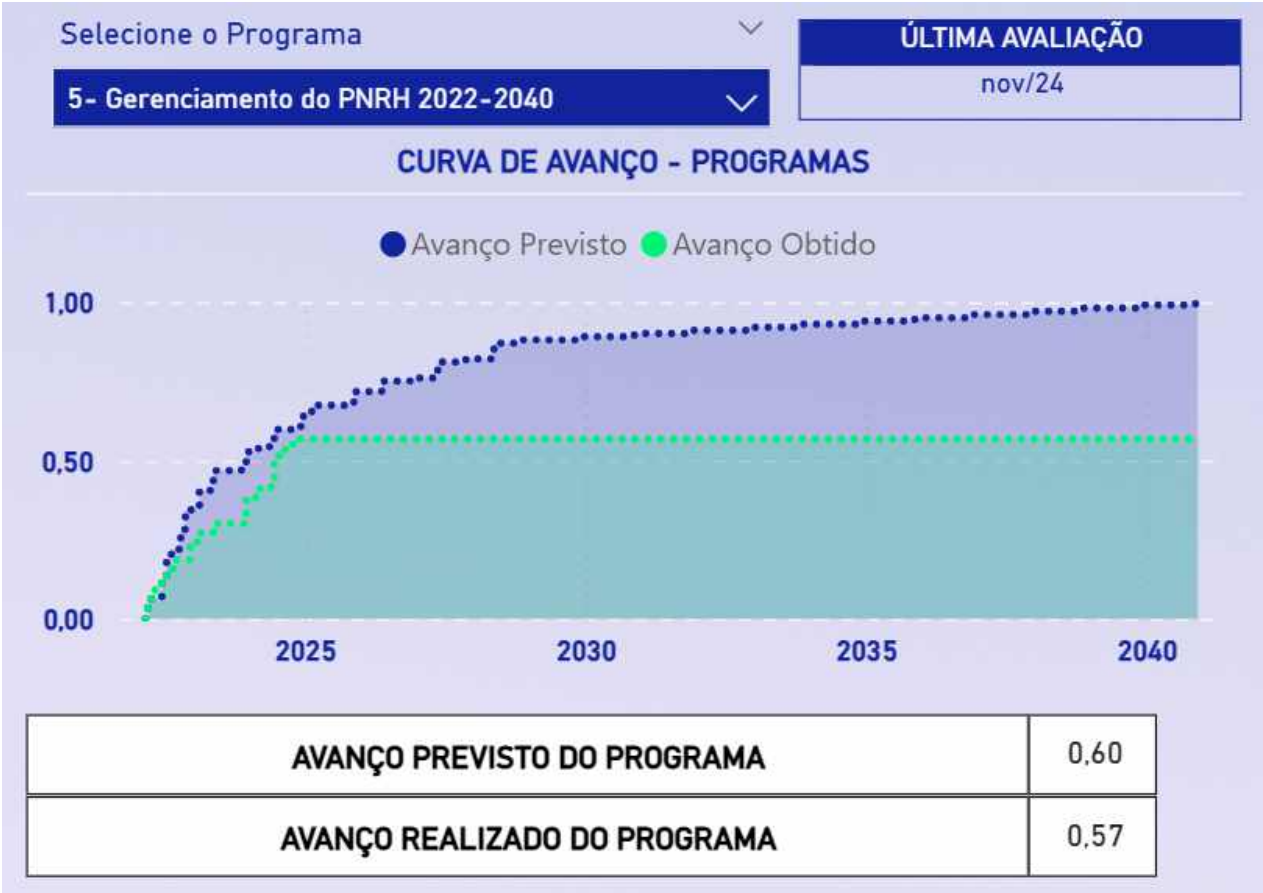 Selecione o Programa
5- Gerenciamento do PNRH 2022-2040
ÚLTIMA AVALIAÇÃO
nov/24
CURVA DE AVANÇO - PROGRAMAS
Avanço Previsto Avanço Obtido
1,00
0,50
0,00
2025 2030 2035 2040
AVANÇO PREVISTO DO PROGRAMA 0,60
AVANÇO REALIZADO DO PROGRAMA 0,57